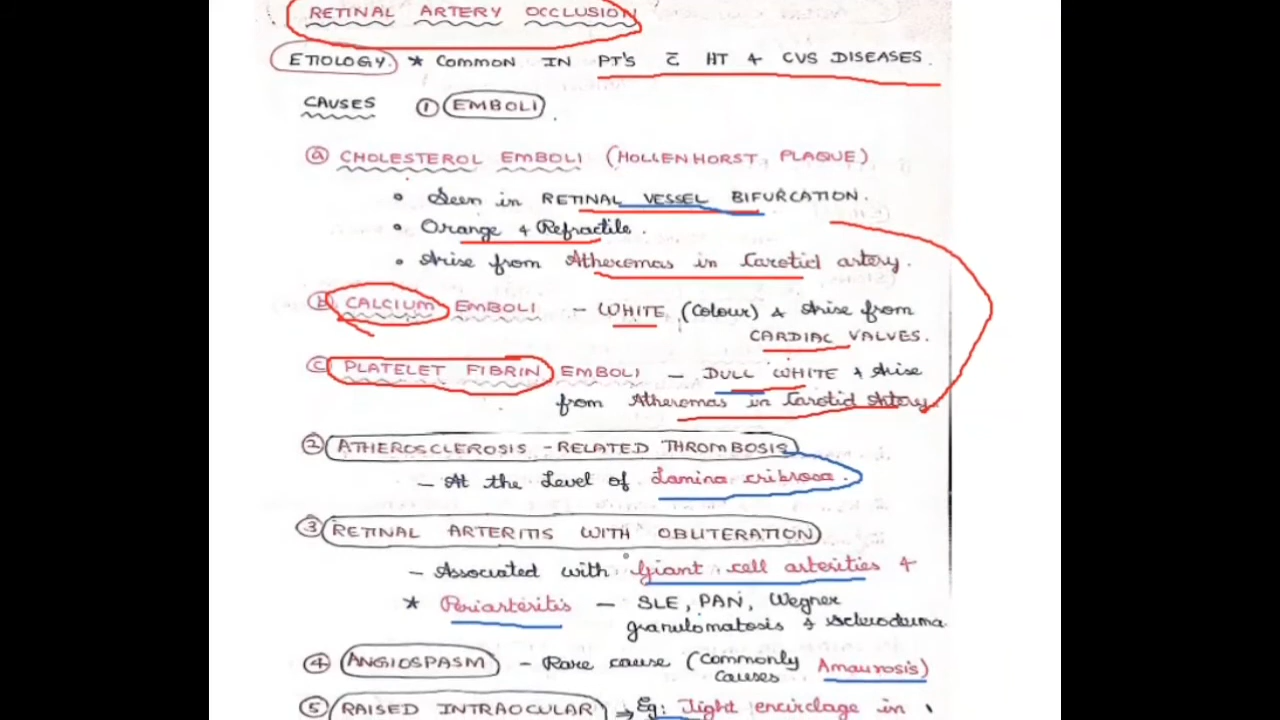 RETINAL ARTERY OCCLUSION
ETIOLOGY. * COMMON IN PT'S c̄ HT & CVS DISEASES.
CAUSES ① EMBOLI.
ⓐ CHOLESTEROL EMBOLI (HOLLENHORST PLAQUE)
• Seen in RETINAL VESSEL BIFURCATION.
• Orange & Refractile.
• Arise from Atheromas in Carotid artery.
ⓑ CALCIUM EMBOLI - WHITE (colour) & Arise from
CARDIAC VALVES.
ⓒ PLATELET FIBRIN EMBOLI - DULL WHITE & Arise
from Atheromas in Carotid Artery
② ATHEROSCLEROSIS - RELATED THROMBOSIS
- At the Level of Lamina cribrosa.
③ RETINAL ARTERITIS WITH OBLITERATION
- Associated with Giant cell arterities &
* Periarteritis - SLE, PAN, Wegner
granulomatosis & scleroderma
④ ANGIOSPASM - Rare cause (Commonly
causes Amaurosis)
⑤ RAISED INTRAOCULAR → Eg: Tight encirclage in